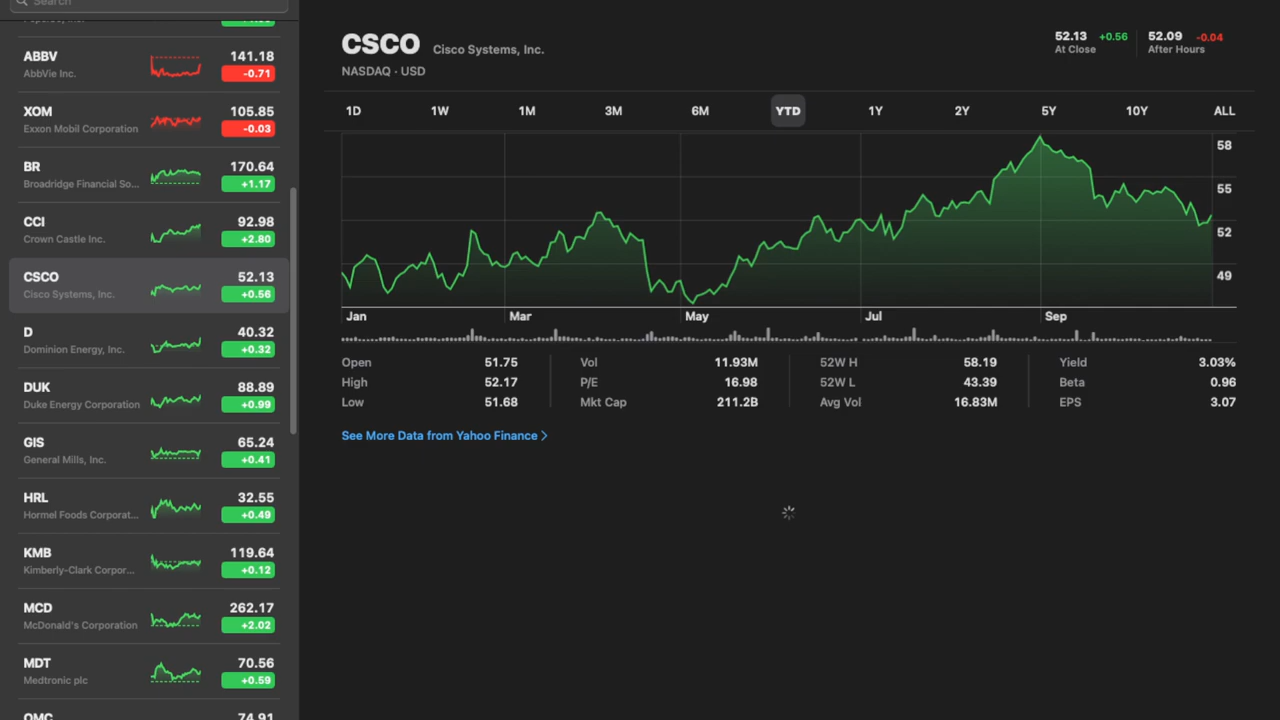 Search
ABBV 141.18
AbbVie Inc. -0.71
XOM 105.85
Exxon Mobil Corporation -0.03
BR 170.64
Broadridge Financial So... +1.17
CCI 92.98
Crown Castle Inc. +2.80
CSCO 52.13
Cisco Systems, Inc. +0.56
D 40.32
Dominion Energy, Inc. +0.32
DUK 88.89
Duke Energy Corporation +0.99
GIS 65.24
General Mills, Inc. +0.41
HRL 32.55
Hormel Foods Corporat... +0.49
KMB 119.64
Kimberly-Clark Corpor... +0.12
MCD 262.17
McDonald's Corporation +2.02
MDT 70.56
Medtronic plc +0.59
OMC 74.91
CSCO Cisco Systems, Inc.
NASDAQ · USD
52.13 +0.56 52.09 -0.04
At Close After Hours
1D 1W 1M 3M 6M YTD 1Y 2Y 5Y 10Y ALL
58
55
52
49
Jan Mar May Jul Sep
Open 51.75 Vol 11.93M 52W H 58.19 Yield 3.03%
High 52.17 P/E 16.98 52W L 43.39 Beta 0.96
Low 51.68 Mkt Cap 211.2B Avg Vol 16.83M EPS 3.07
See More Data from Yahoo Finance >